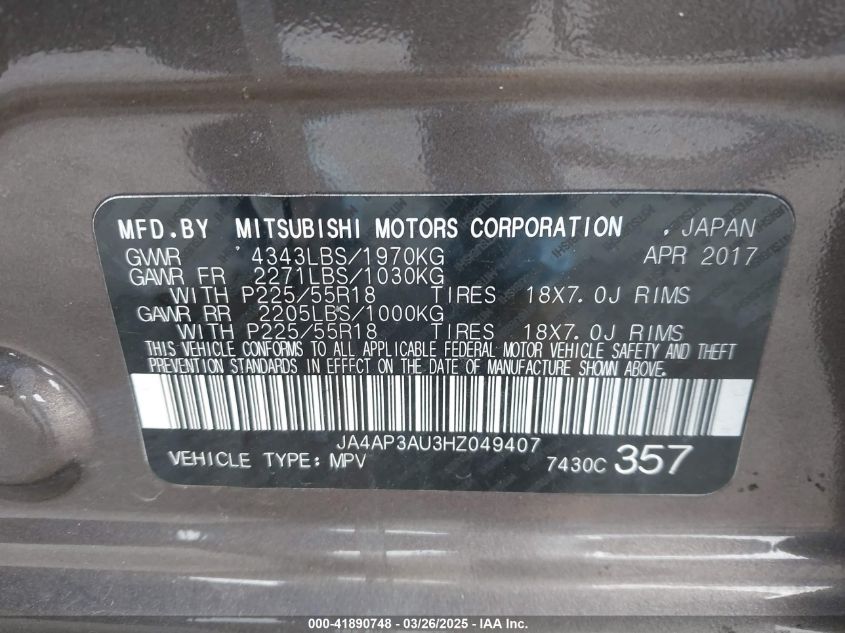 MFD.BY MITSUBISHI MOTORS CORPORATION , JAPAN
GVWR 4343LBS/1970KG APR 2017
GAWR FR 2271LBS/1030KG
WITH P225/55R18 TIRES 18X7.0J RIMS
GAWR RR 2205LBS/1000KG
WITH P225/55R18 TIRES 18X7.0J RIMS
THIS VEHICLE CONFORMS TO ALL APPLICABLE FEDERAL MOTOR VEHICLE SAFETY AND THEFT
PREVENTION STANDARDS IN EFFECT ON THE DATE OF MANUFACTURE SHOWN ABOVE.
JA4AP3AU3HZ049407
VEHICLE TYPE: MPV 7430C 357
000-41890748 - 03/26/2025 - IAA Inc.